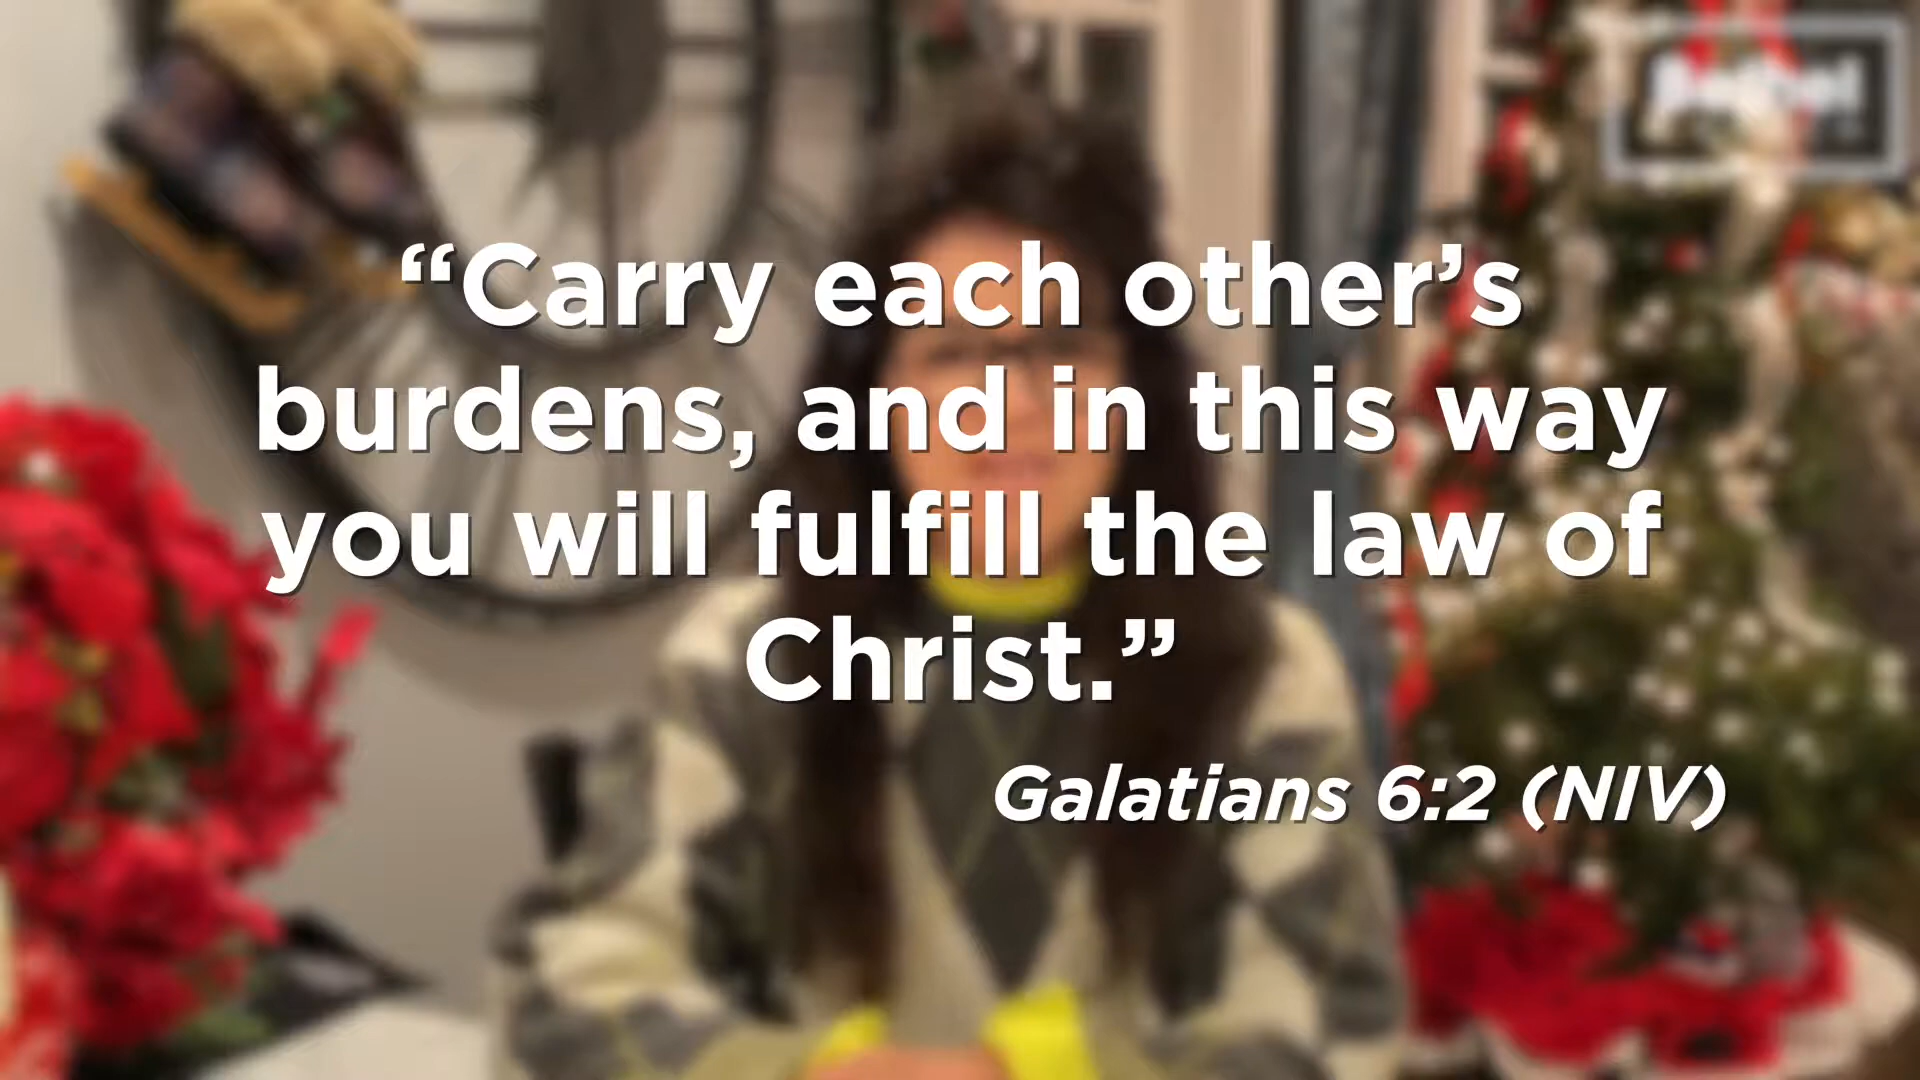 “Carry each other’s
burdens, and in this way
you will fulfill the law of
Christ.”
Galatians 6:2 (NIV)